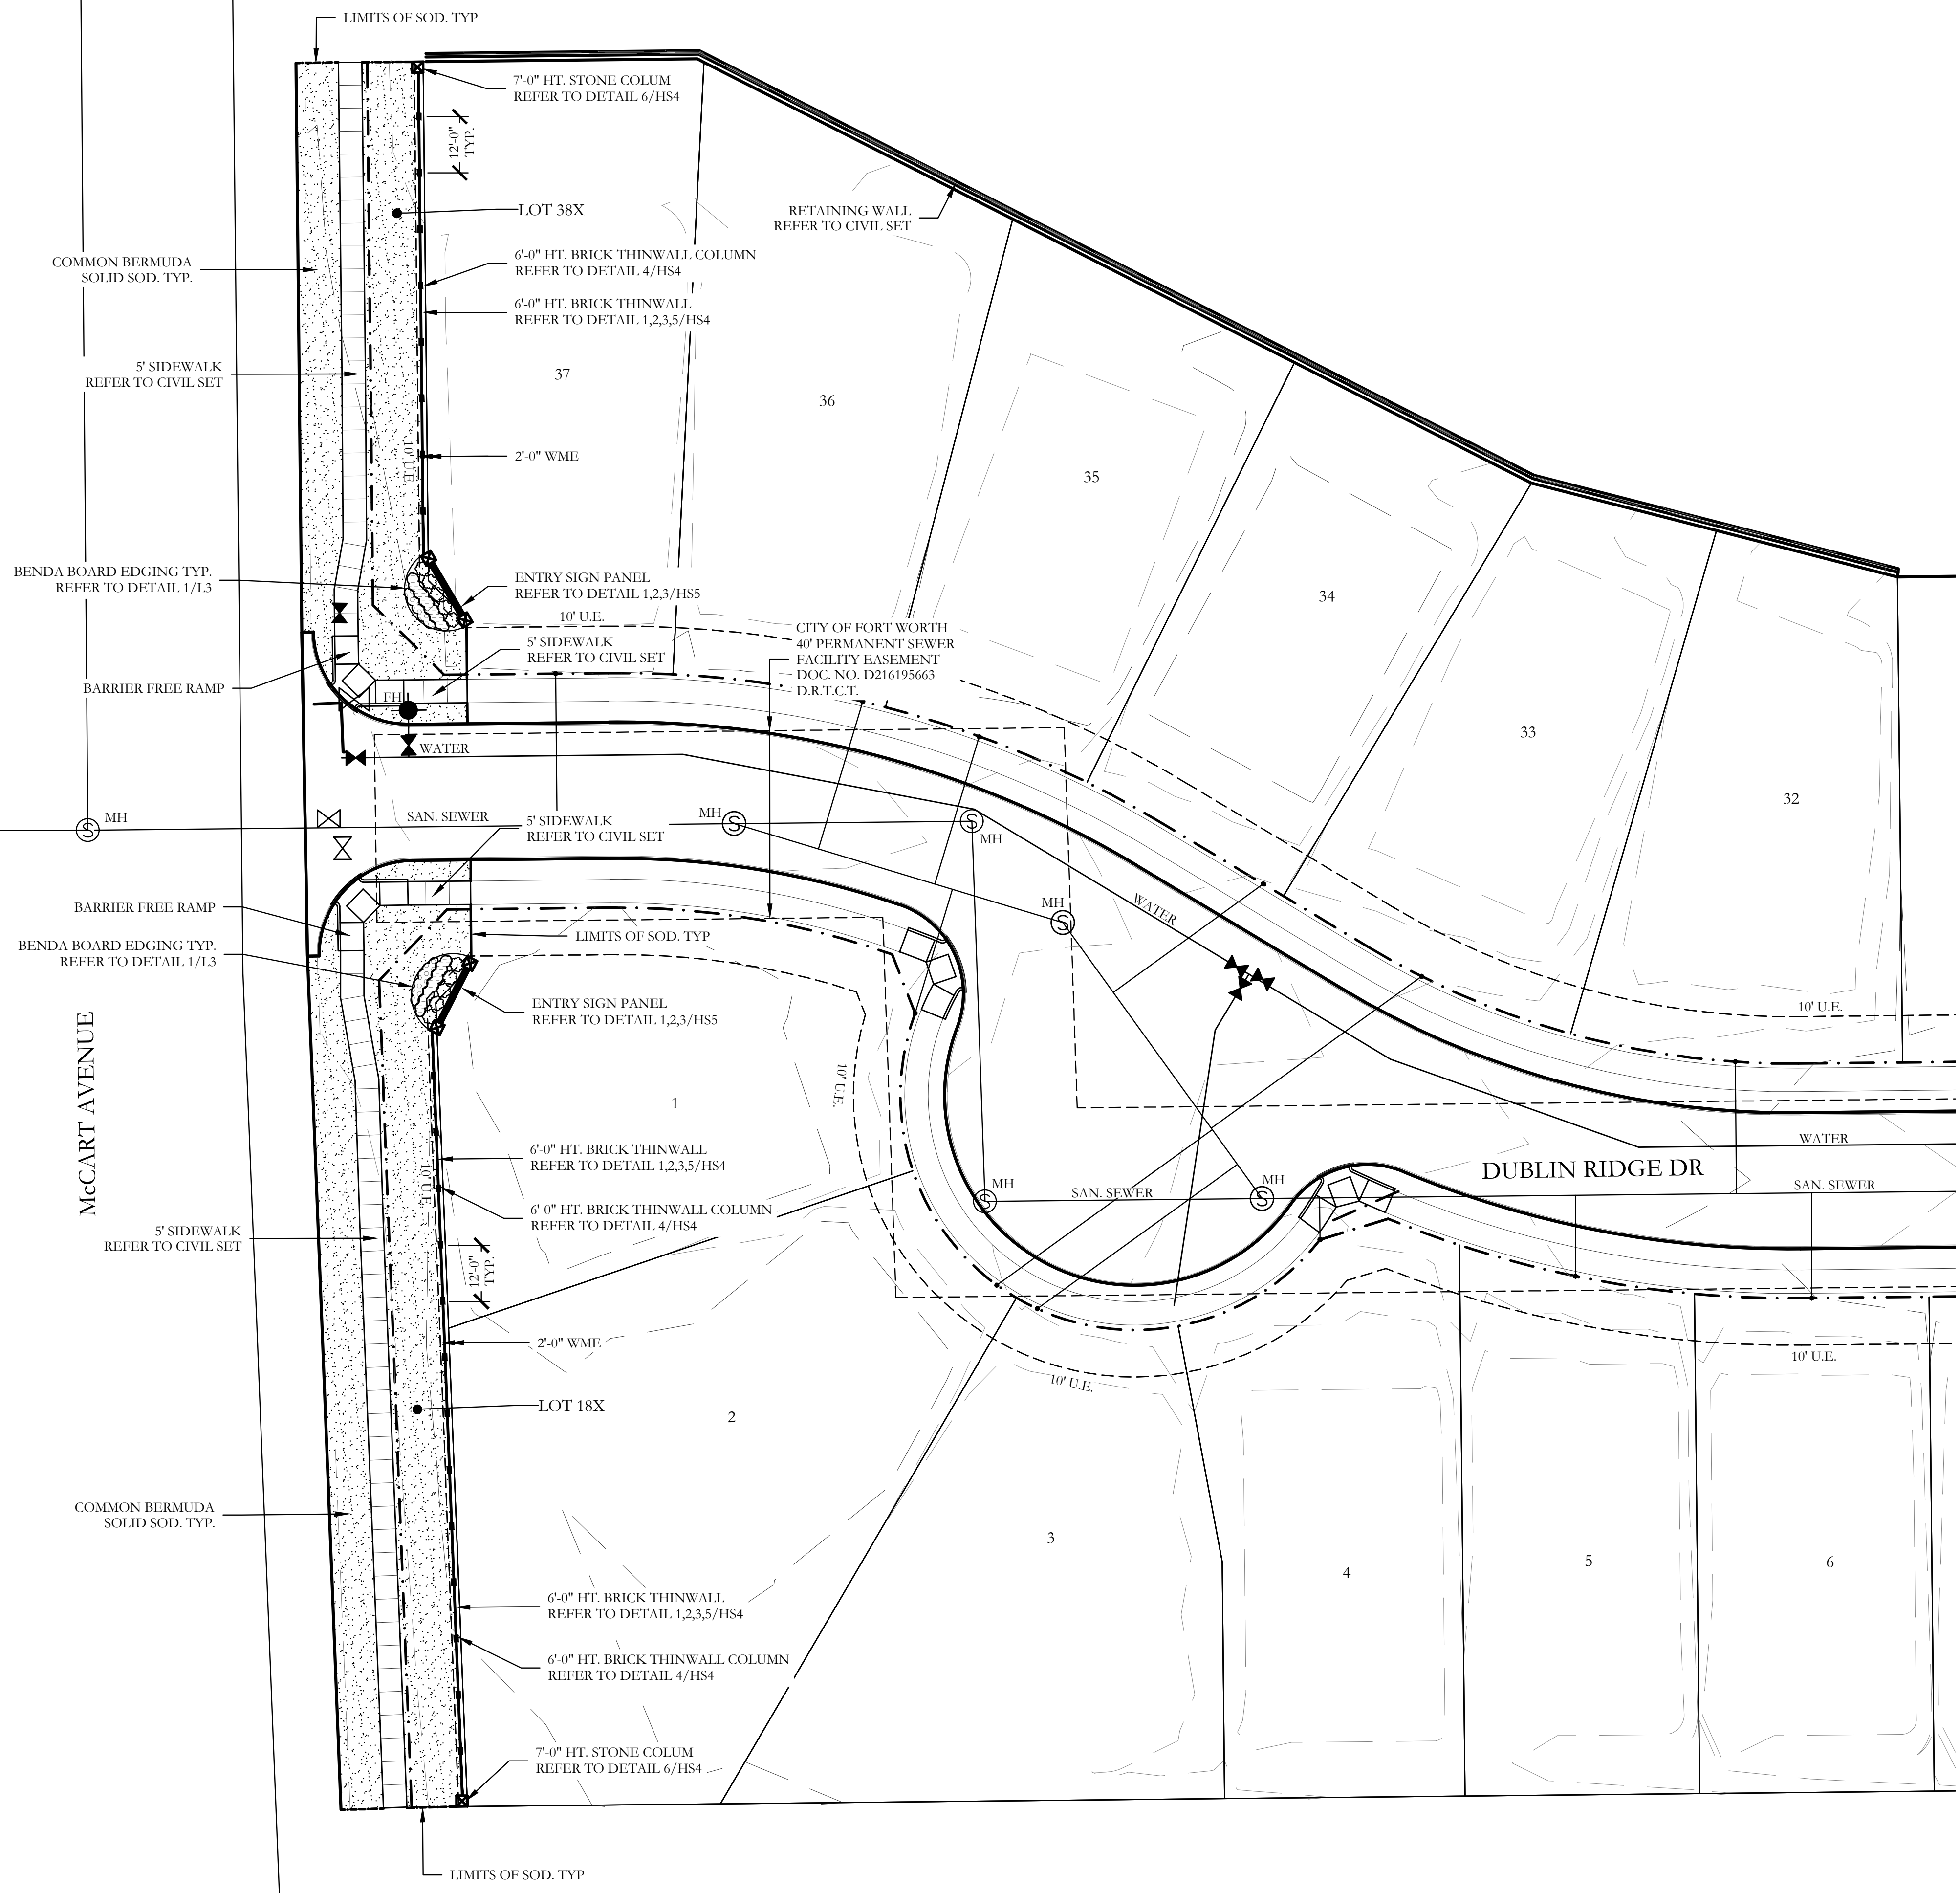 LIMITS OF SOD. TYP
7'-0" HT. STONE COLUM
REFER TO DETAIL 6/HS4
12'-0"
TYP.
LOT 38X
RETAINING WALL
REFER TO CIVIL SET
6'-0" HT. BRICK THINWALL COLUMN
REFER TO DETAIL 4/HS4
COMMON BERMUDA
SOLID SOD. TYP.
6'-0" HT. BRICK THINWALL
REFER TO DETAIL 1,2,3,5/HS4
5' SIDEWALK
REFER TO CIVIL SET
37
36
35
34
33
32
10' U.E.
2'-0" WME
BENDA BOARD EDGING TYP.
REFER TO DETAIL 1/L3
ENTRY SIGN PANEL
REFER TO DETAIL 1,2,3/HS5
10' U.E.
CITY OF FORT WORTH
40' PERMANENT SEWER
FACILITY EASEMENT
DOC. NO. D216195663
D.R.T.C.T.
5' SIDEWALK
REFER TO CIVIL SET
BARRIER FREE RAMP
FH
WATER
MH
SAN. SEWER
5' SIDEWALK
REFER TO CIVIL SET
MH
MH
MH
WATER
BARRIER FREE RAMP
LIMITS OF SOD. TYP
BENDA BOARD EDGING TYP.
REFER TO DETAIL 1/L3
ENTRY SIGN PANEL
REFER TO DETAIL 1,2,3/HS5
10' U.E.
McCART AVENUE
1
10' U.E.
6'-0" HT. BRICK THINWALL
REFER TO DETAIL 1,2,3,5/HS4
10' U.E.
MH
SAN. SEWER
MH
DUBLIN RIDGE DR
WATER
SAN. SEWER
6'-0" HT. BRICK THINWALL COLUMN
REFER TO DETAIL 4/HS4
5' SIDEWALK
REFER TO CIVIL SET
12'-0"
TYP.
2'-0" WME
10' U.E.
10' U.E.
LOT 18X
2
3
4
5
6
COMMON BERMUDA
SOLID SOD. TYP.
6'-0" HT. BRICK THINWALL
REFER TO DETAIL 1,2,3,5/HS4
6'-0" HT. BRICK THINWALL COLUMN
REFER TO DETAIL 4/HS4
7'-0" HT. STONE COLUM
REFER TO DETAIL 6/HS4
LIMITS OF SOD. TYP